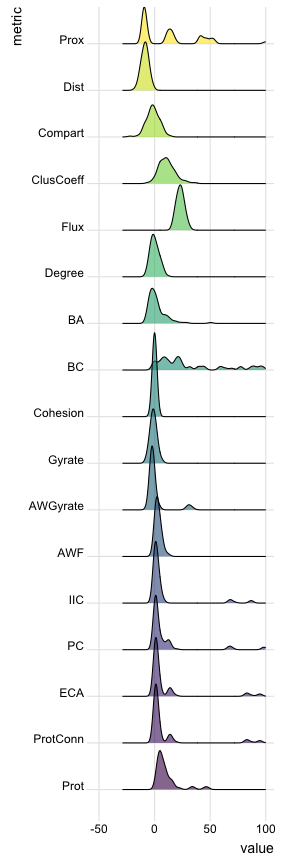 metric
Prox
Dist
Compart
ClusCoeff
Flux
Degree
BA
BC
Cohesion
Gyrate
AWGyrate
AWF
IIC
PC
ECA
ProtConn
Prot
-50 0 50 100
value